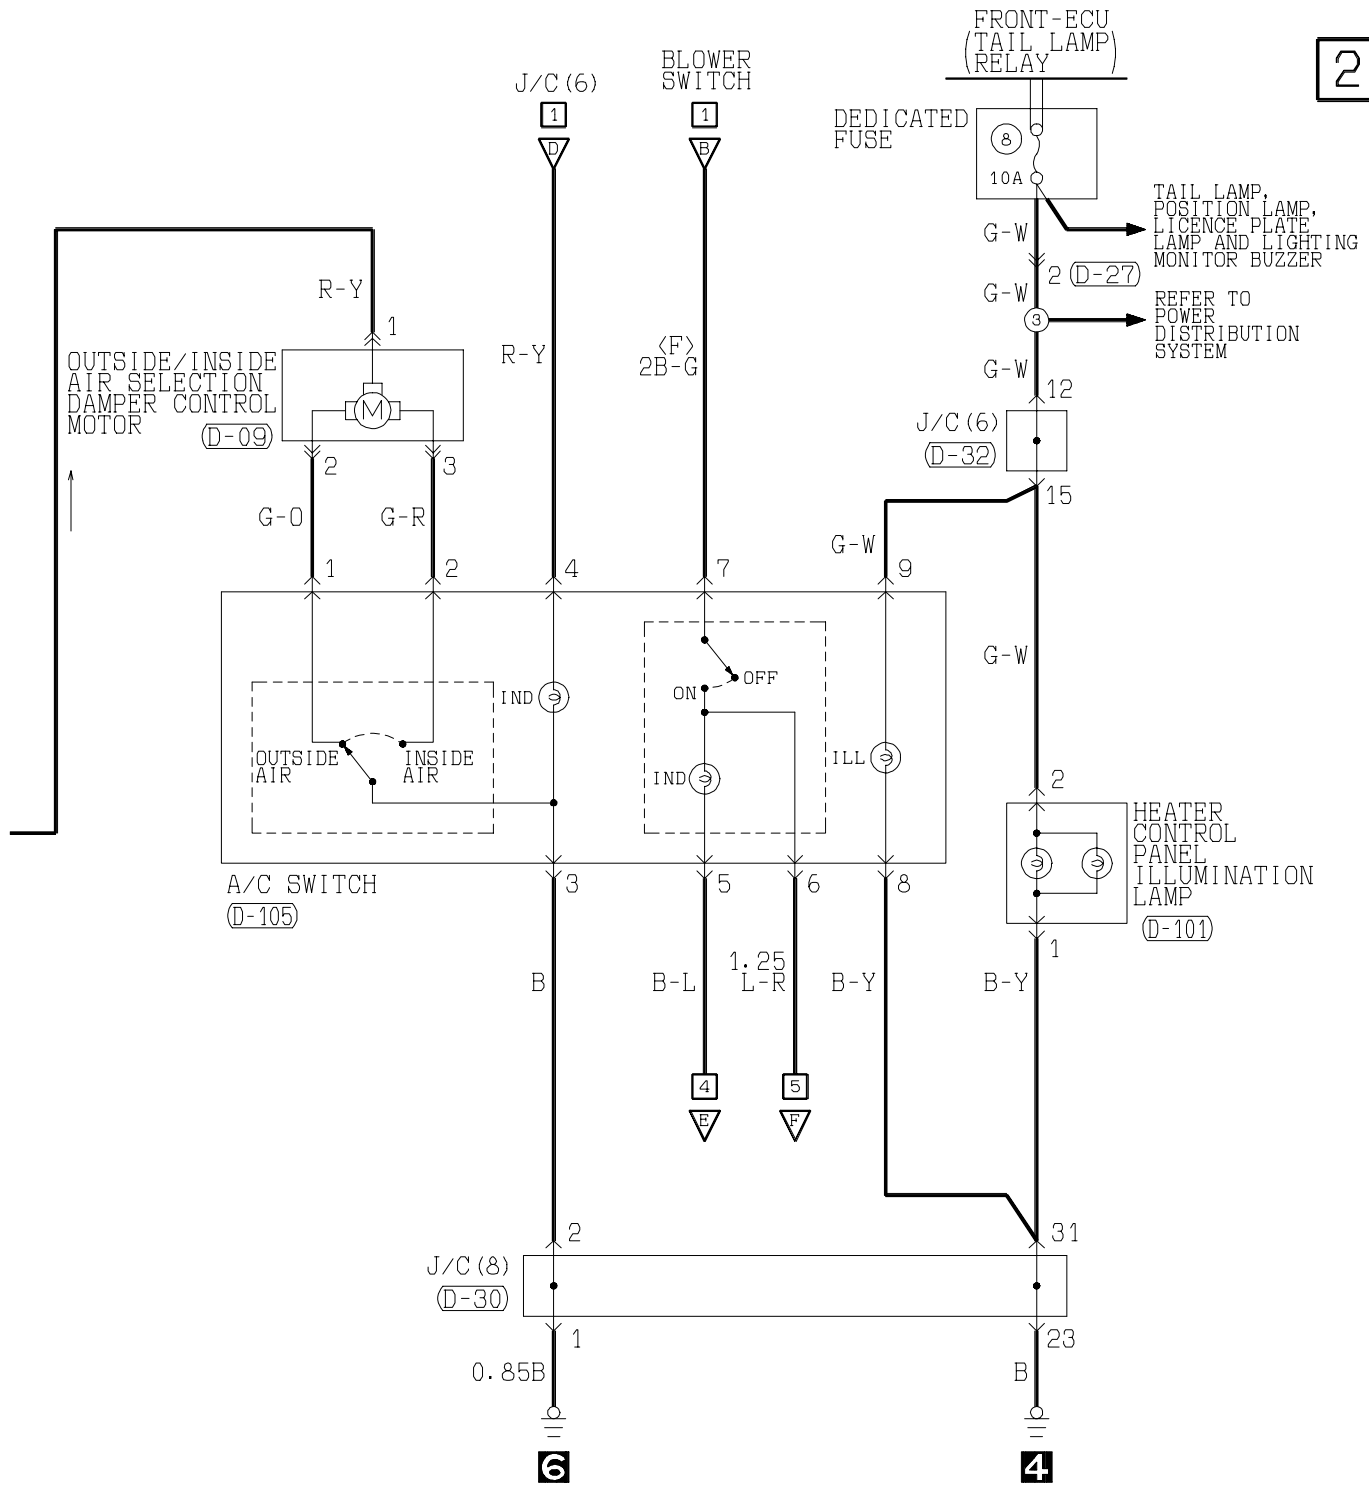 FRONT-ECU
(TAIL LAMP)
RELAY
2
BLOWER
SWITCH
J/C(6)
1
1
D
B
DEDICATED
FUSE
8
10A
TAIL LAMP,
POSITION LAMP,
LICENCE PLATE
LAMP AND LIGHTING
MONITOR BUZZER
G-W
2 (D-27)
R-Y
G-W
REFER TO
POWER
DISTRIBUTION
SYSTEM
3
1
OUTSIDE/INSIDE
AIR SELECTION
DAMPER CONTROL
MOTOR
(D-09)
M
R-Y
<F>
2B-G
G-W
12
J/C(6)
(D-32)
2
3
15
G-O
G-R
G-W
1
2
4
7
9
G-W
OFF
ON
IND
OUTSIDE
AIR
INSIDE
AIR
IND
ILL
2
HEATER
CONTROL
PANEL
ILLUMINATION
LAMP
(D-101)
A/C SWITCH
(D-105)
3
5
6
8
1
B
B-L
1.25
L-R
B-Y
B-Y
4
5
E
F
2
31
J/C(8)
(D-30)
1
23
0.85B
B
6
4